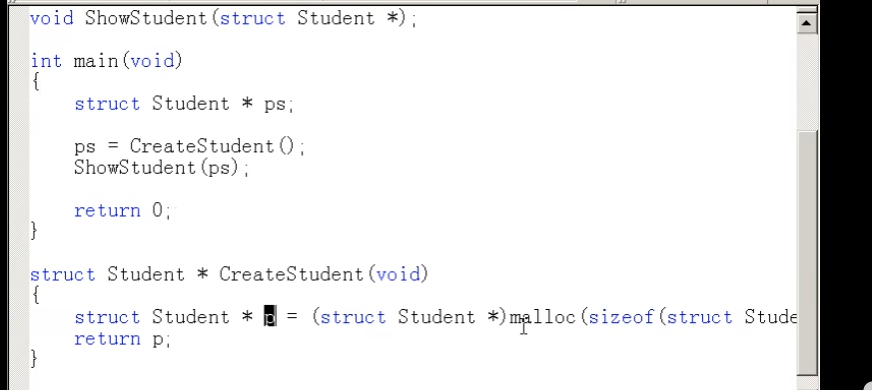 void ShowStudent(struct Student *);
int main(void)
{
struct Student * ps;
ps = CreateStudent();
ShowStudent(ps);
return 0;
}
struct Student * CreateStudent(void)
{
struct Student * p = (struct Student *)malloc(sizeof(struct Stude
return p;
}